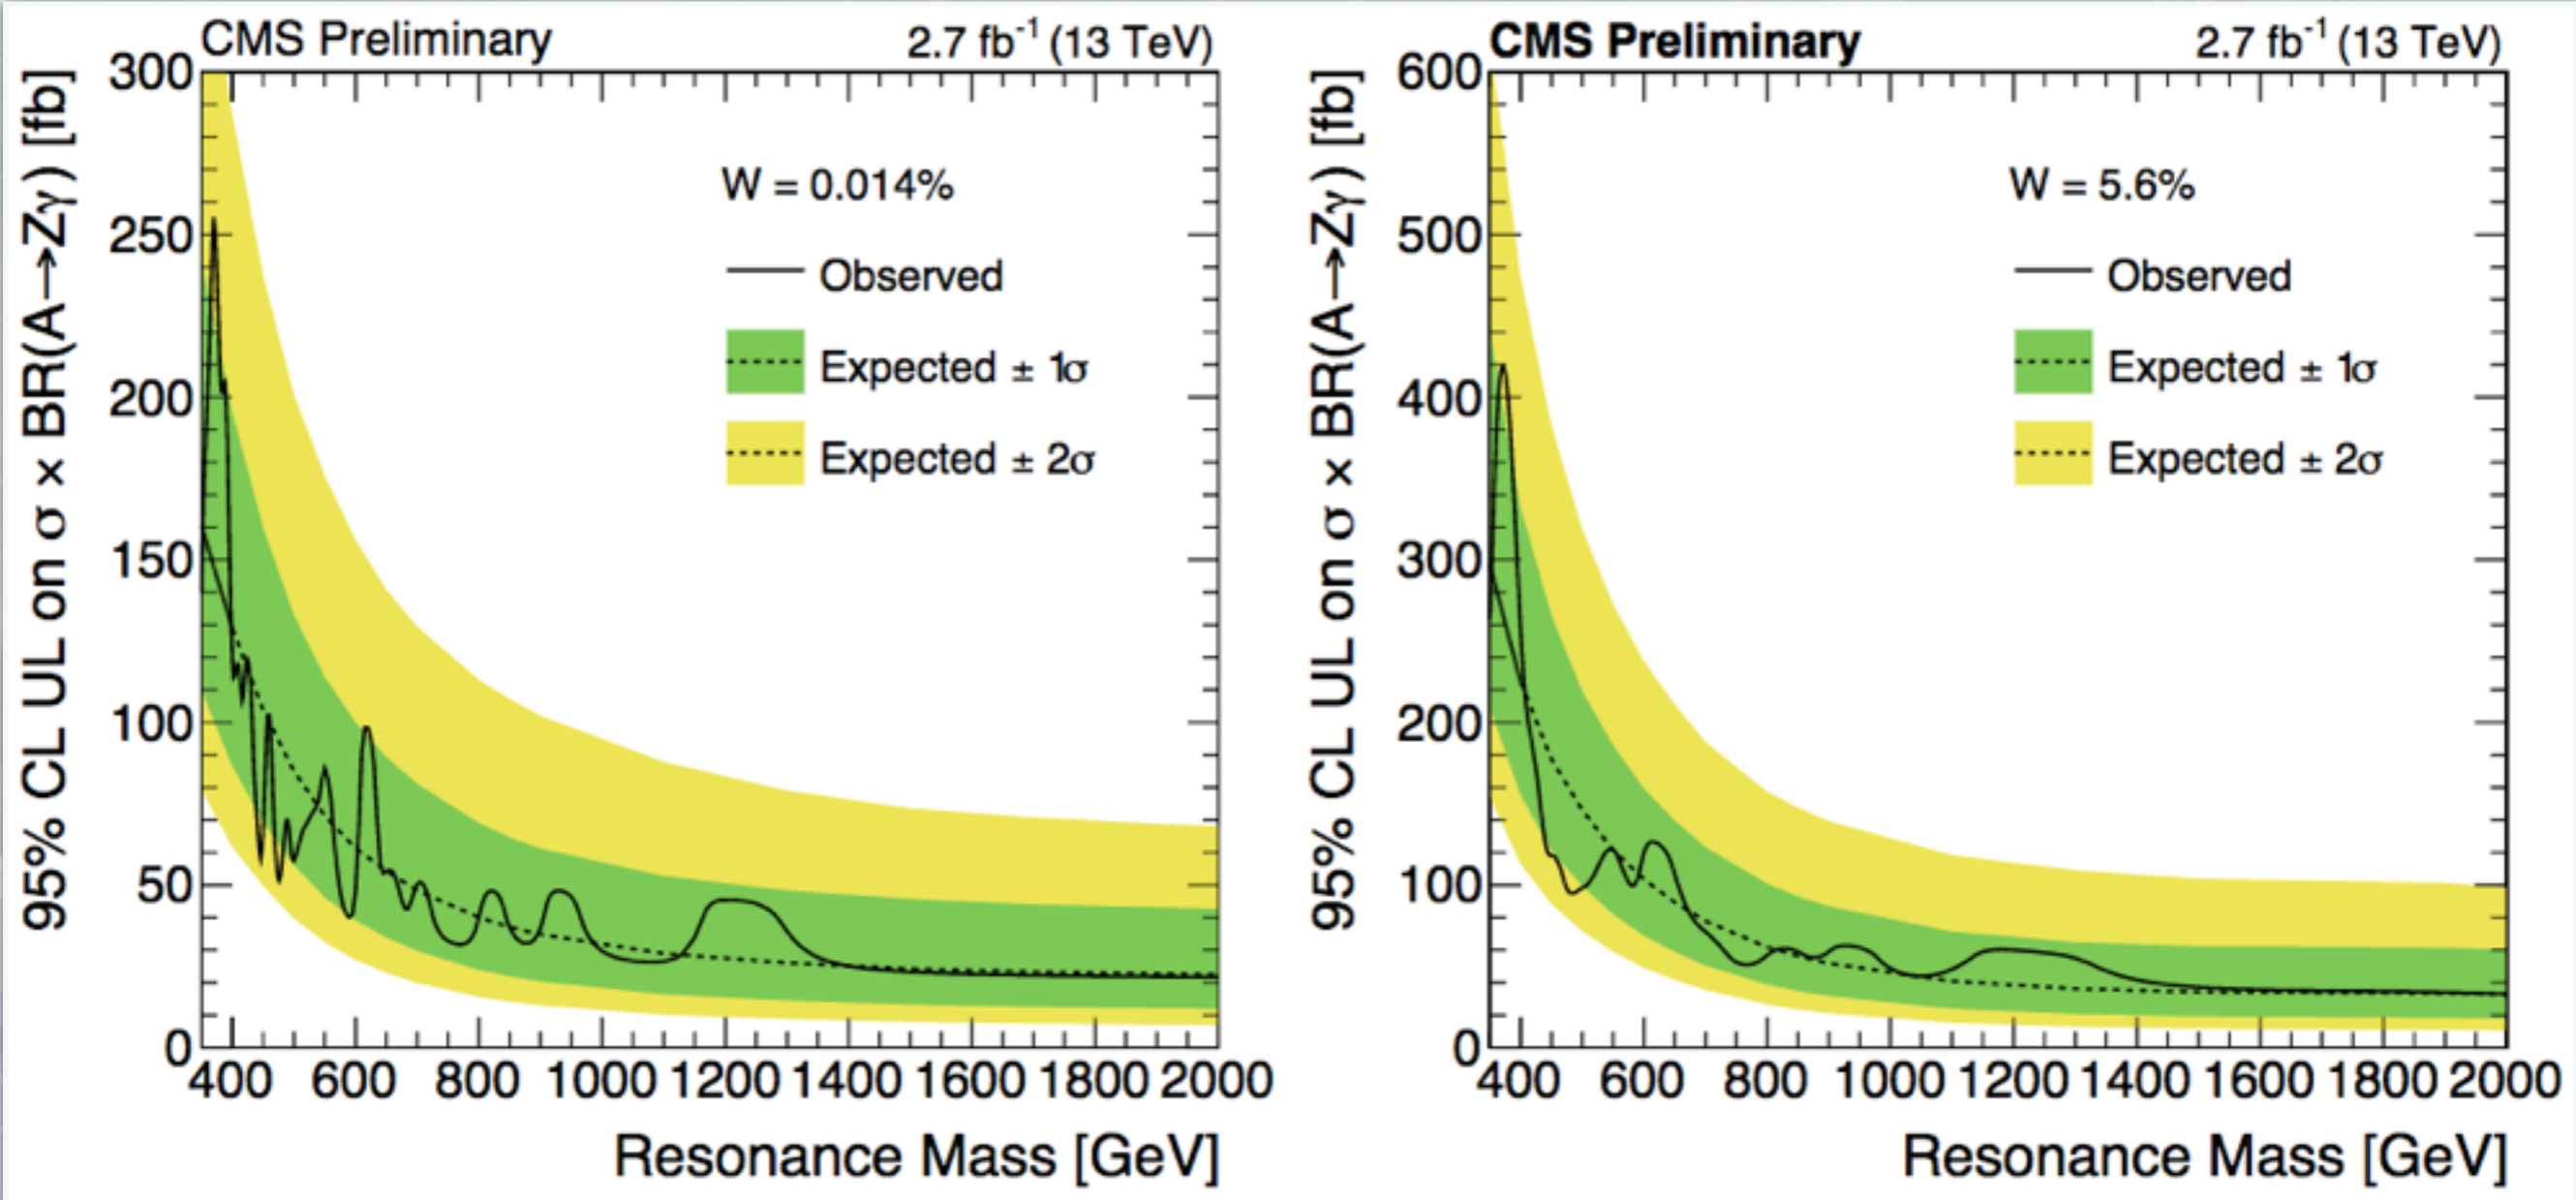 CMS Preliminary 2.7 fb⁻¹ (13 TeV)
95% CL UL on σ × BR(A→Zγ) [fb]
300
250
200
150
100
50
0
W = 0.014%
Observed
Expected ± 1σ
Expected ± 2σ
400 600 800 1000 1200 1400 1600 1800 2000
Resonance Mass [GeV]
CMS Preliminary 2.7 fb⁻¹ (13 TeV)
95% CL UL on σ × BR(A→Zγ) [fb]
600
500
400
300
200
100
0
W = 5.6%
Observed
Expected ± 1σ
Expected ± 2σ
400 600 800 1000 1200 1400 1600 1800 2000
Resonance Mass [GeV]